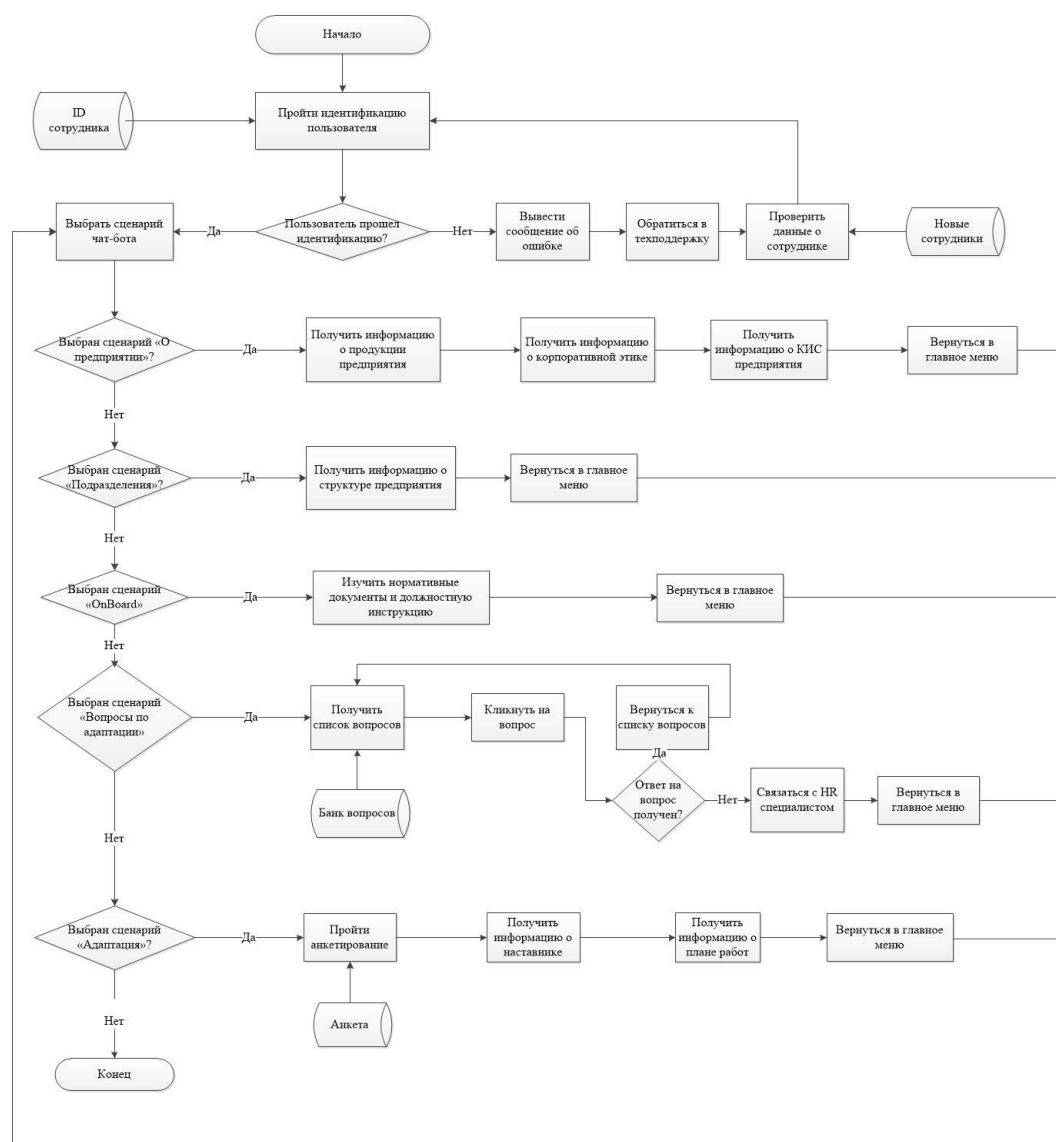 Начало
ID
сотрудника
Пройти идентификацию
пользователя
Выбрать сценарий
чат-бота
Да
Пользователь прошел
идентификацию?
Нет
Вывести
сообщение об
ошибке
Обратиться в
техподдержку
Проверить
данные о
сотруднике
Новые
сотрудники
Выбран сценарий «О
предприятии»?
Да
Получить информацию
о продукции
предприятия
Получить информацию
о корпоративной этике
Получить
информацию о КИС
предприятия
Вернуться в
главное меню
Нет
Выбран сценарий
«Подразделения»?
Да
Получить информацию о
структуре предприятия
Вернуться в главное
меню
Нет
Выбран сценарий
«OnBoard»
Да
Изучить нормативные
документы и должностную
инструкцию
Вернуться в главное
меню
Нет
Выбран сценарий
«Вопросы по
адаптации»
Да
Получить
список вопросов
Кликнуть на
вопрос
Вернуться к
списку вопросов
Да
Банк вопросов
Ответ на
вопрос
получен?
Нет
Связаться с HR
специалистом
Вернуться в
главное меню
Нет
Выбран сценарий
«Адаптация»?
Да
Пройти
анкетирование
Получить
информацию о
наставнике
Получить
информацию о
плане работ
Вернуться в главное
меню
Анкета
Нет
Конец